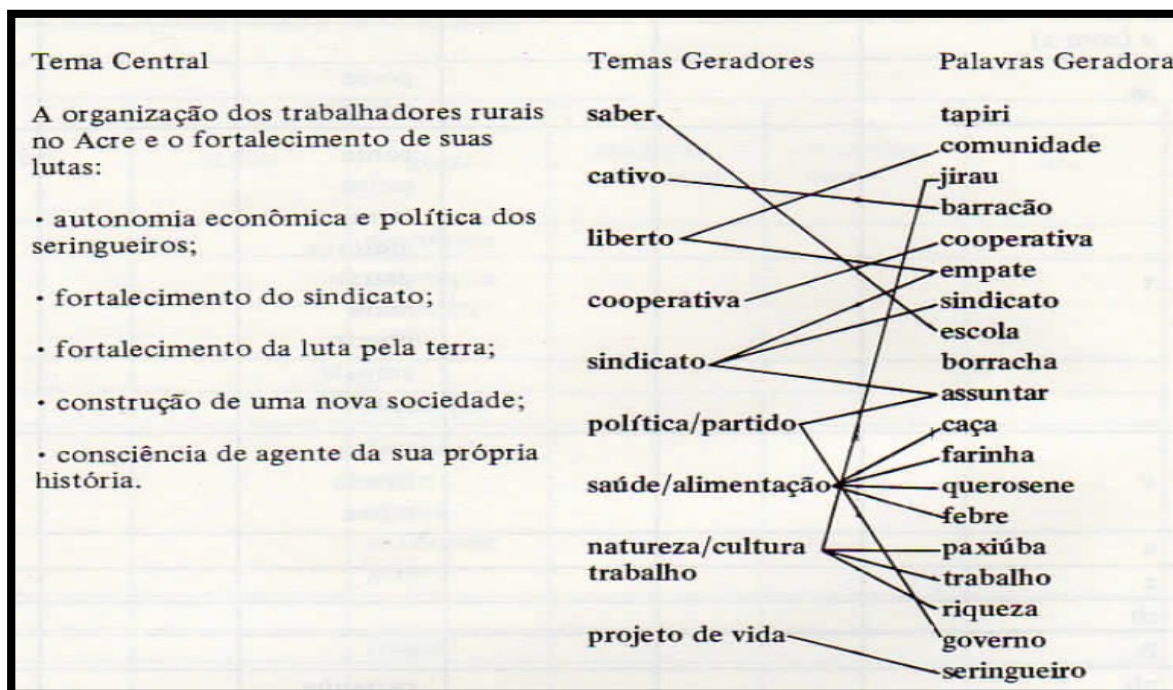 Tema Central
A organização dos trabalhadores rurais
no Acre e o fortalecimento de suas
lutas:
• autonomia econômica e política dos
seringueiros;
• fortalecimento do sindicato;
• fortalecimento da luta pela terra;
• construção de uma nova sociedade;
• consciência de agente da sua própria
história.
Temas Geradores
saber
cativo
liberto
cooperativa
sindicato
política/partido
saúde/alimentação
natureza/cultura
trabalho
projeto de vida
Palavras Geradora
tapiri
comunidade
jirau
barracão
cooperativa
empate
sindicato
escola
borracha
assuntar
caça
farinha
querosene
febre
paxiúba
trabalho
riqueza
governo
seringueiro